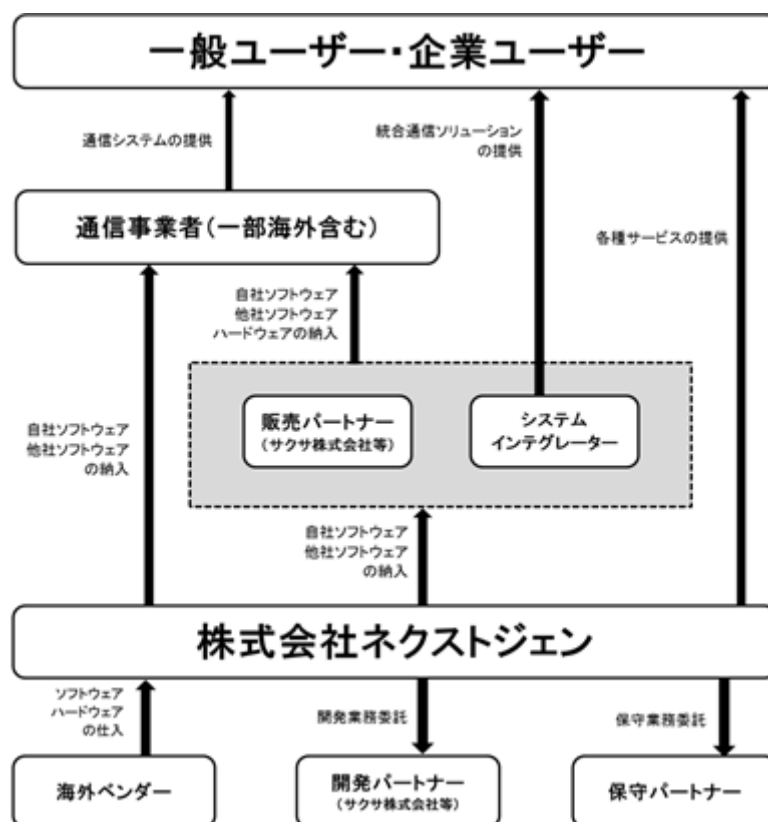 一般ユーザー・企業ユーザー
通信システムの提供
統合通信ソリューション
の提供
通信事業者(一部海外含む)
各種サービスの提供
自社ソフトウェア
他社ソフトウェア
ハードウェアの納入
販売パートナー
(サクサ株式会社等)
システム
インテグレーター
自社ソフトウェア
他社ソフトウェア
の納入
自社ソフトウェア
他社ソフトウェア
の納入
株式会社ネクストジェン
ソフトウェア
ハードウェア
の仕入
開発業務委託
保守業務委託
海外ベンダー
開発パートナー
(サクサ株式会社等)
保守パートナー